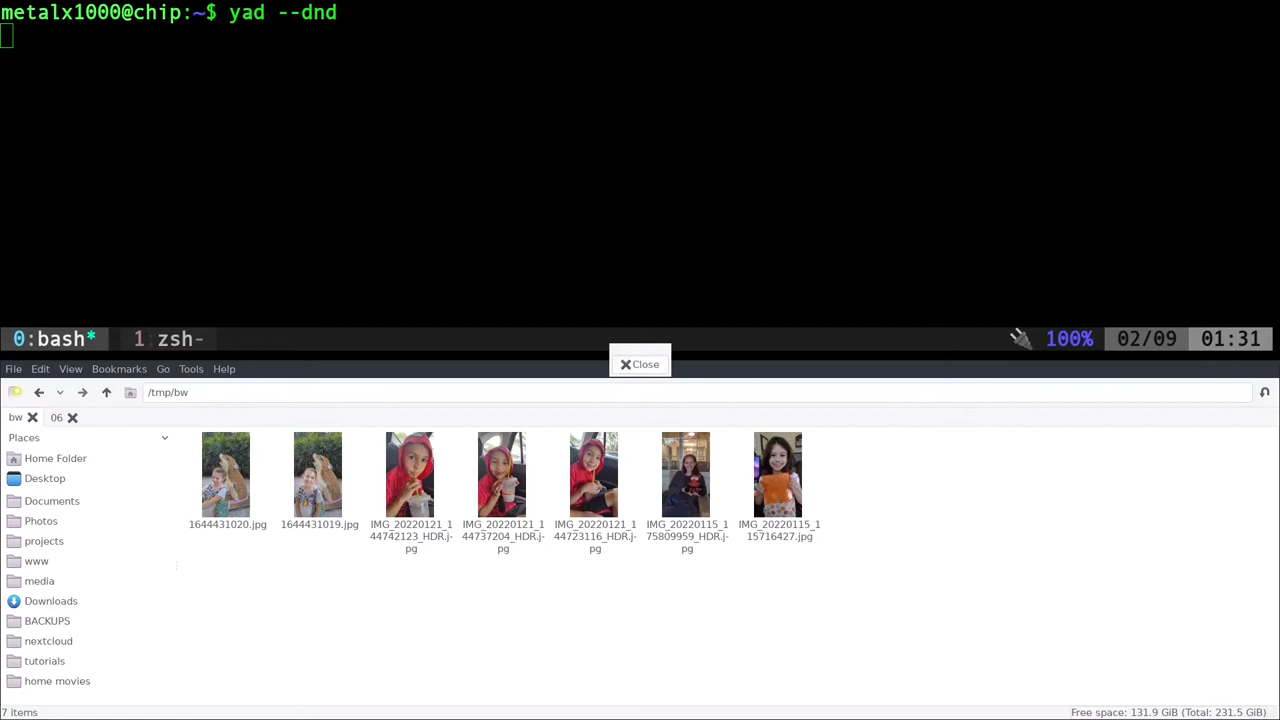 metalx1000@chip:~$ yad --dnd
0:bash* 1:zsh- 100% 02/09 01:31
Close
File Edit View Bookmarks Go Tools Help
/tmp/bw
bw 06
Places
Home Folder
Desktop
Documents
Photos
projects
www
media
Downloads
BACKUPS
nextcloud
tutorials
home movies
1644431020.jpg
1644431019.jpg
IMG_20220121_1
44742123_HDR.j-
pg
IMG_20220121_1
44737204_HDR.j-
pg
IMG_20220121_1
44723116_HDR.j-
pg
IMG_20220115_1
75809959_HDR.j-
pg
IMG_20220115_1
15716427.jpg
7 items
Free space: 131.9 GiB (Total: 231.5 GiB)